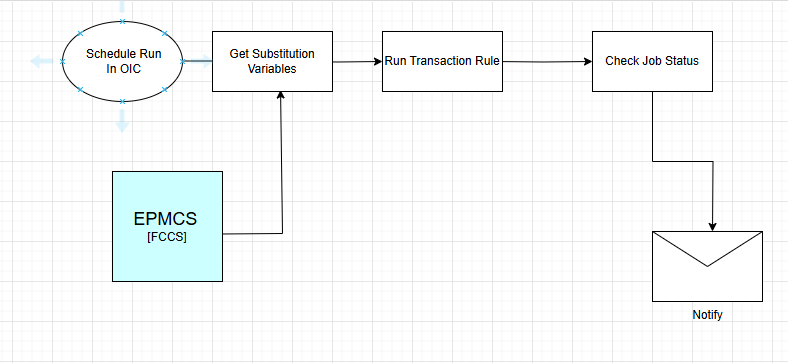 Schedule Run
In OIC
Get Substitution
Variables
Run Transaction Rule
Check Job Status
EPMCS
[FCCS]
Notify